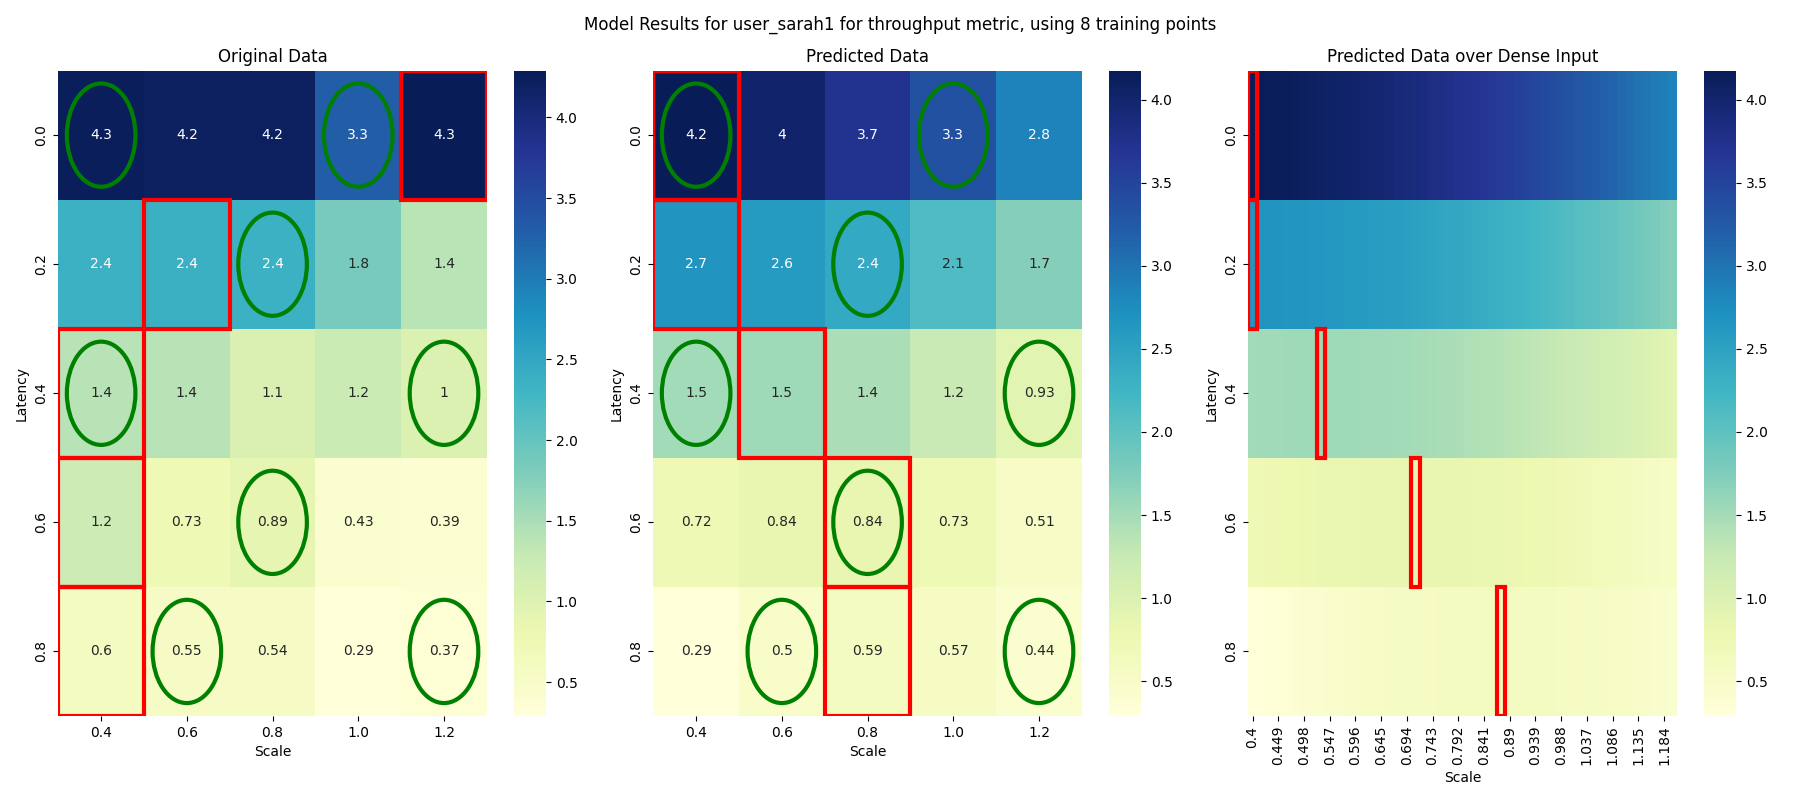 Model Results for user_sarah1 for throughput metric, using 8 training points
Original Data
4.3 4.2 4.2 3.3 4.3
2.4 2.4 2.4 1.8 1.4
1.4 1.4 1.1 1.2 1
1.2 0.73 0.89 0.43 0.39
0.6 0.55 0.54 0.29 0.37
0.0
0.2
0.4
0.6
0.8
Latency
0.4 0.6 0.8 1.0 1.2
Scale
4.0
3.5
3.0
2.5
2.0
1.5
1.0
0.5
Predicted Data
4.2 4 3.7 3.3 2.8
2.7 2.6 2.4 2.1 1.7
1.5 1.5 1.4 1.2 0.93
0.72 0.84 0.84 0.73 0.51
0.29 0.5 0.59 0.57 0.44
0.0
0.2
0.4
0.6
0.8
Latency
0.4 0.6 0.8 1.0 1.2
Scale
4.0
3.5
3.0
2.5
2.0
1.5
1.0
0.5
Predicted Data over Dense Input
0.0
0.2
0.4
0.6
0.8
Latency
0.4 0.449 0.498 0.547 0.596 0.645 0.694 0.743 0.792 0.841 0.89 0.939 0.988 1.037 1.086 1.135 1.184
Scale
4.0
3.5
3.0
2.5
2.0
1.5
1.0
0.5